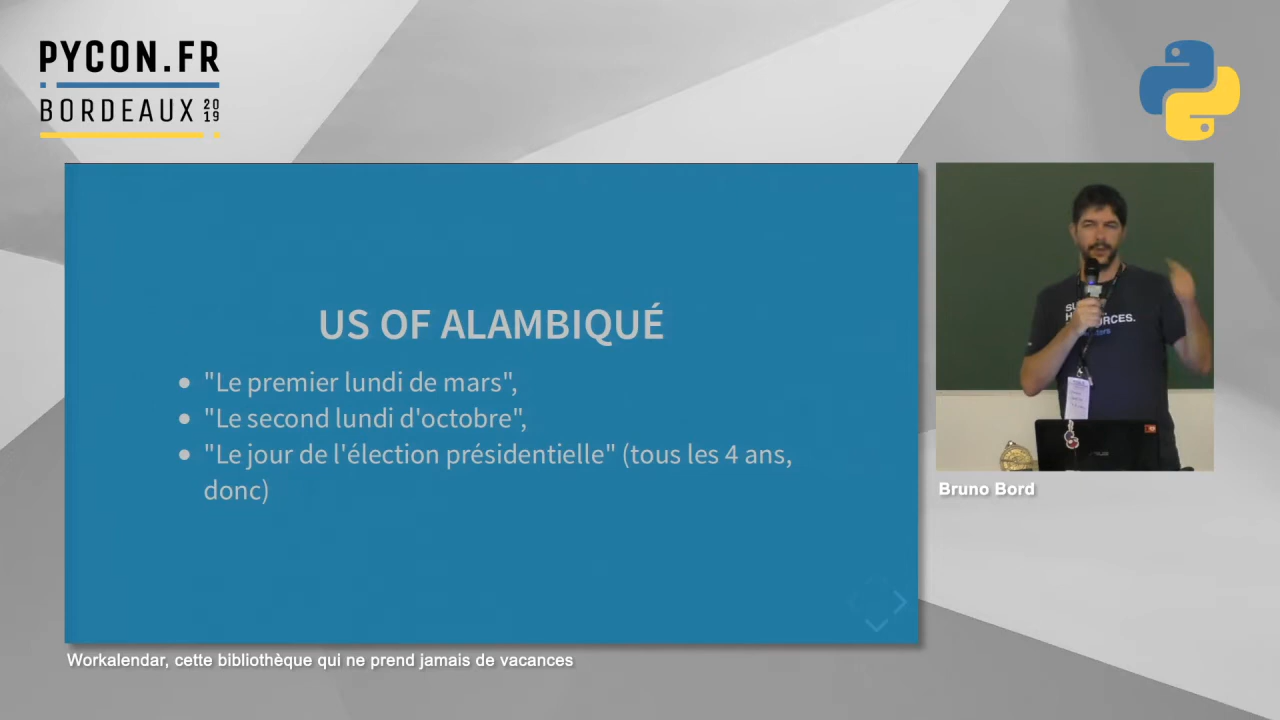 PYCON.FR
BORDEAUX 2019
US OF ALAMBIQUÉ
"Le premier lundi de mars",
"Le second lundi d'octobre",
"Le jour de l'élection présidentielle" (tous les 4 ans,
donc)
Bruno Bord
Workalendar, cette bibliothèque qui ne prend jamais de vacances